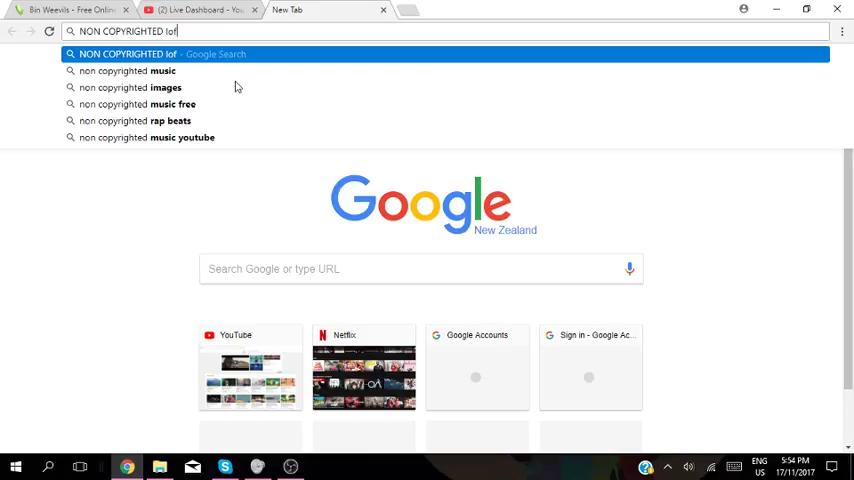 Bin Weevils - Free Online
(2) Live Dashboard - You
New Tab
NON COPYRIGHTED lof
NON COPYRIGHTED lof - Google Search
non copyrighted music
non copyrighted images
non copyrighted music free
non copyrighted rap beats
non copyrighted music youtube
Google
New Zealand
Search Google or type URL
YouTube
Netflix
Google Accounts
Sign in - Google Ac...
ENG
US
5:54 PM
17/11/2017